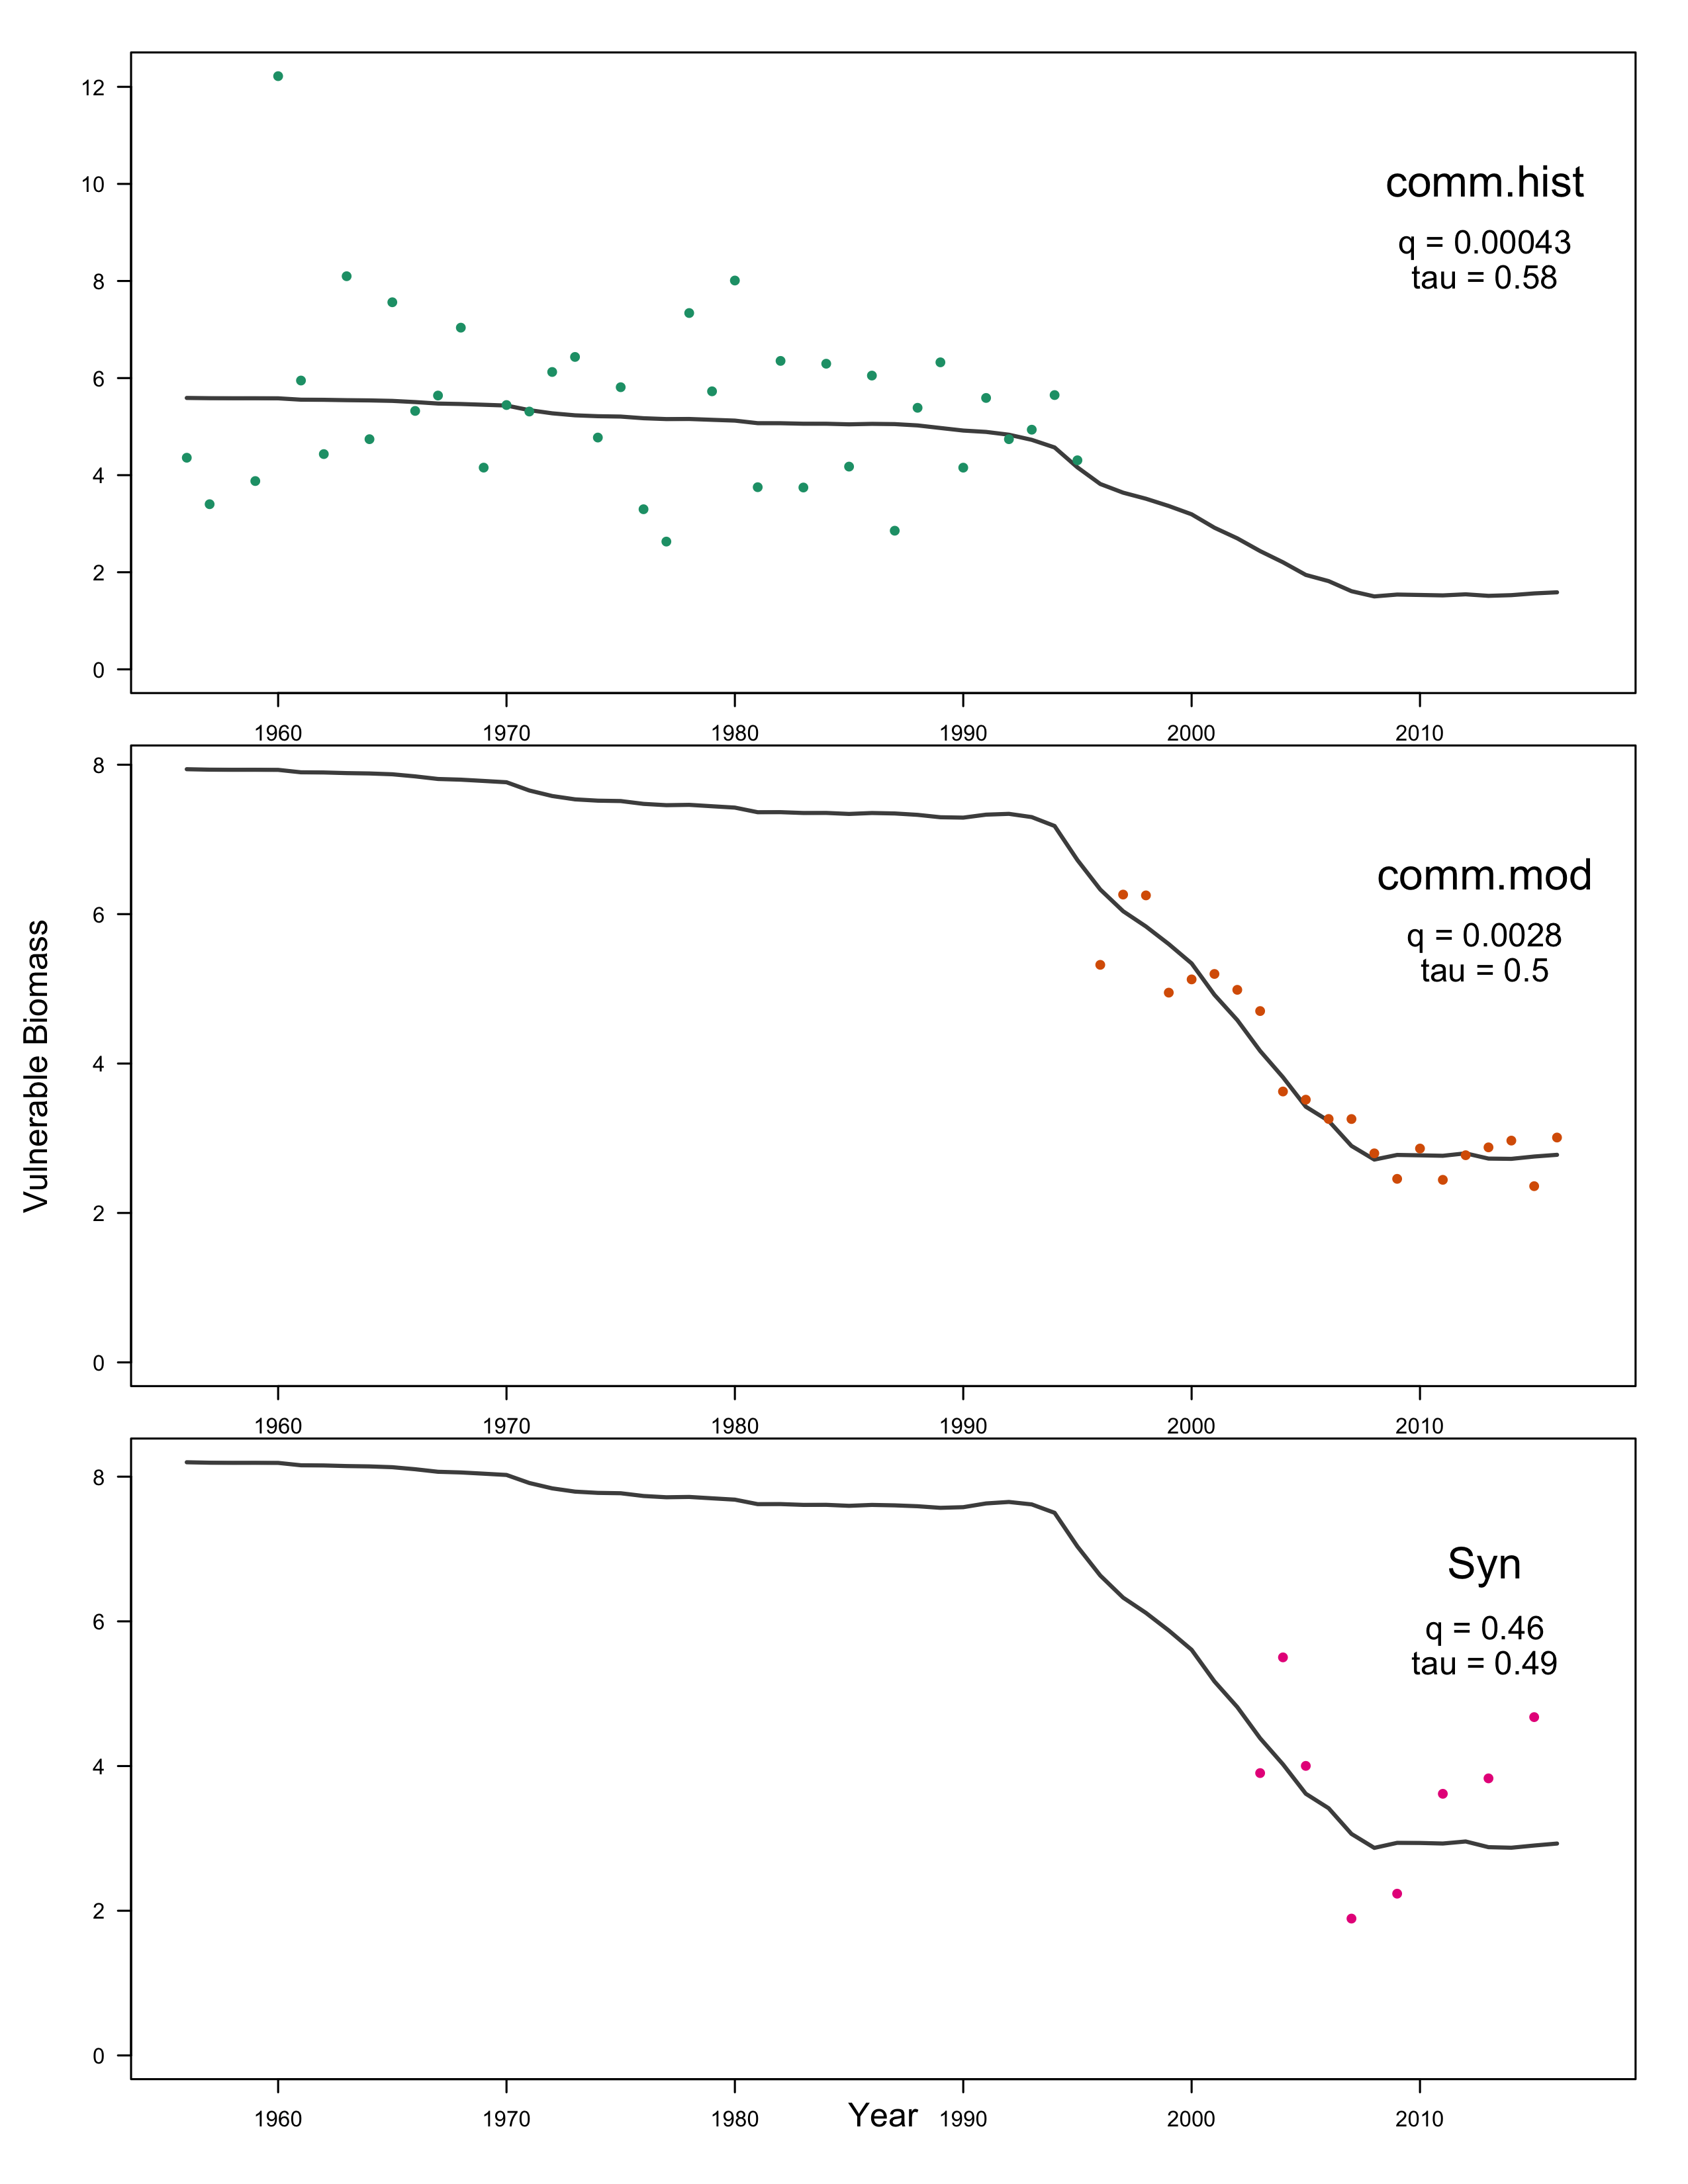 Vulnerable Biomass
12
10
8
6
4
2
0
comm.hist
q = 0.00043
tau = 0.58
1960 1970 1980 1990 2000 2010
8
6
4
2
0
comm.mod
q = 0.0028
tau = 0.5
1960 1970 1980 1990 2000 2010
8
6
4
2
0
Syn
q = 0.46
tau = 0.49
1960 1970 1980 1990 2000 2010
Year